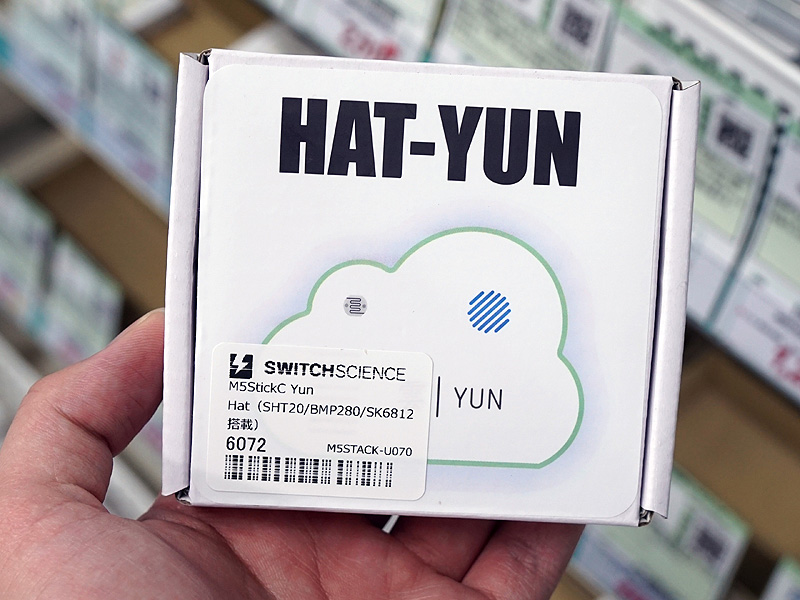 HAT-YUN
SWITCHSCIENCE
M5StickC Yun
Hat（SHT20/BMP280/SK6812
搭載）
6072 M5STACK-U070
| YUN